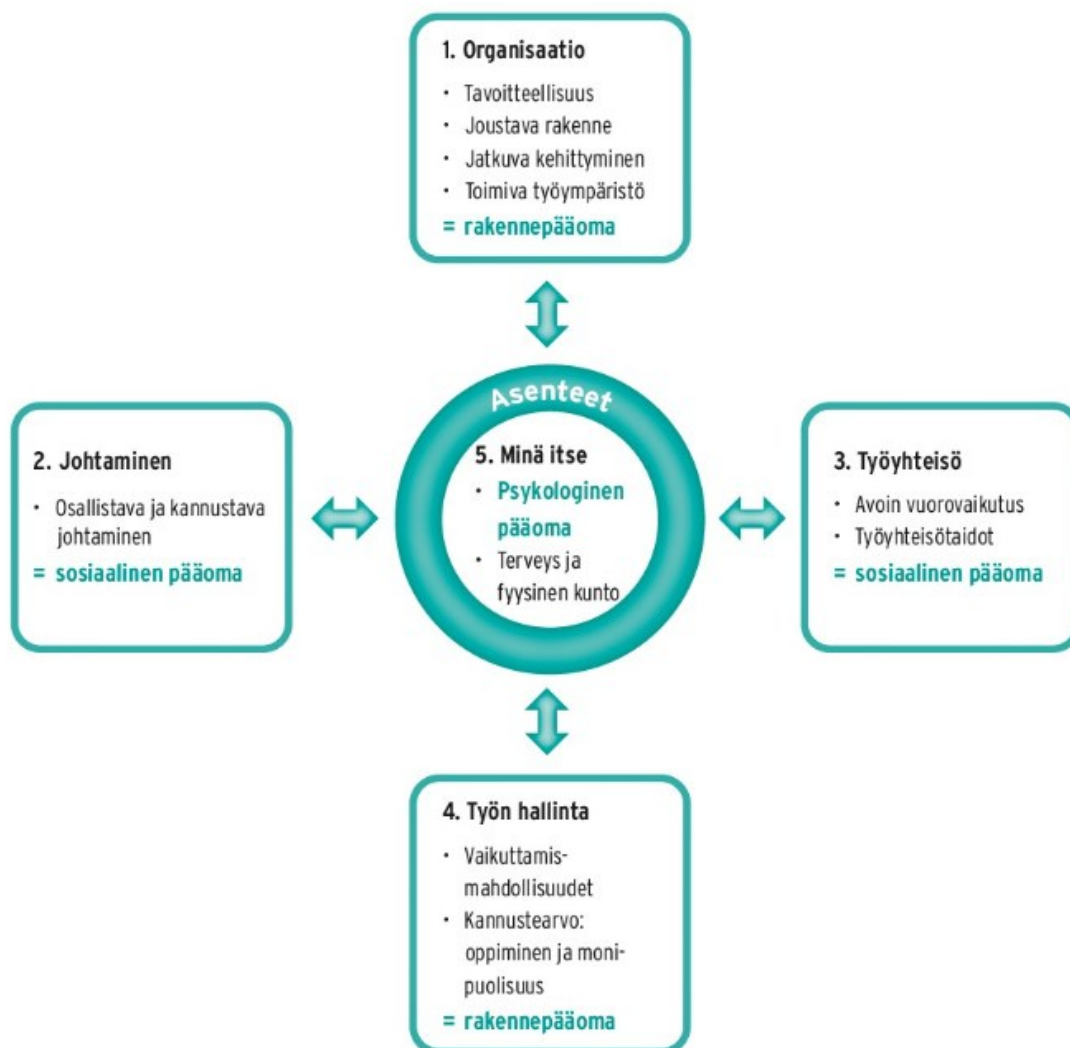 1. Organisaatio
• Tavoitteellisuus
• Joustava rakenne
• Jatkuva kehittyminen
• Toimiva työympäristö
= rakennepääoma
2. Johtaminen
• Osallistava ja kannustava
johtaminen
= sosiaalinen pääoma
Asenteet
5. Minä itse
• Psykologinen
pääoma
• Terveys ja
fyysinen kunto
3. Työyhteisö
• Avoin vuorovaikutus
• Työyhteisötaidot
= sosiaalinen pääoma
4. Työn hallinta
• Vaikuttamis-
mahdollisuudet
• Kannustearvo:
oppiminen ja moni-
puolisuus
= rakennepääoma